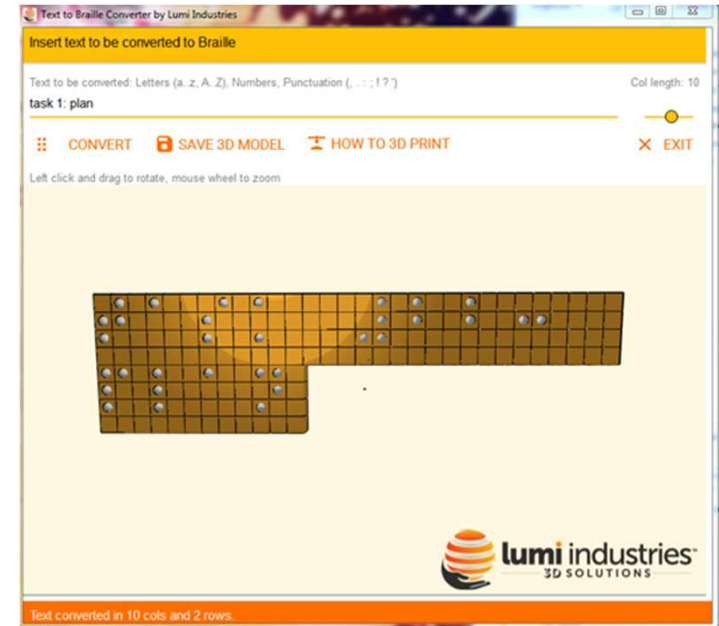 Text to Braille Converter by Lumi Industries
Insert text to be converted to Braille
Text to be converted: Letters (a..z, A..Z), Numbers, Punctuation (, . : ; ! ? ')
Col length: 10
task 1: plan
CONVERT SAVE 3D MODEL HOW TO 3D PRINT EXIT
Left click and drag to rotate, mouse wheel to zoom
lumi industries
3D SOLUTIONS
Text converted in 10 cols and 2 rows.